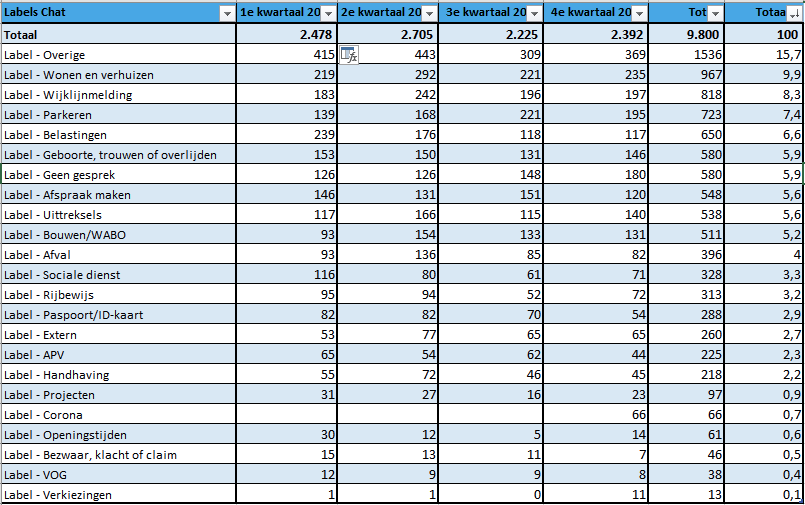 Labels Chat 1e kwartaal 20 2e kwartaal 20 3e kwartaal 20 4e kwartaal 20 Tot Totaa
Totaal 2.478 2.705 2.225 2.392 9.800 100
Label - Overige 415 443 309 369 1536 15,7
Label - Wonen en verhuizen 219 292 221 235 967 9,9
Label - Wijklijnmelding 183 242 196 197 818 8,3
Label - Parkeren 139 168 221 195 723 7,4
Label - Belastingen 239 176 118 117 650 6,6
Label - Geboorte, trouwen of overlijden 153 150 131 146 580 5,9
Label - Geen gesprek 126 126 148 180 580 5,9
Label - Afspraak maken 146 131 151 120 548 5,6
Label - Uittreksels 117 166 115 140 538 5,6
Label - Bouwen/WABO 93 154 133 131 511 5,2
Label - Afval 93 136 85 82 396 4
Label - Sociale dienst 116 80 61 71 328 3,3
Label - Rijbewijs 95 94 52 72 313 3,2
Label - Paspoort/ID-kaart 82 82 70 54 288 2,9
Label - Extern 53 77 65 65 260 2,7
Label - APV 65 54 62 44 225 2,3
Label - Handhaving 55 72 46 45 218 2,2
Label - Projecten 31 27 16 23 97 0,9
Label - Corona 66 66 0,7
Label - Openingstijden 30 12 5 14 61 0,6
Label - Bezwaar, klacht of claim 15 13 11 7 46 0,5
Label - VOG 12 9 9 8 38 0,4
Label - Verkiezingen 1 1 0 11 13 0,1